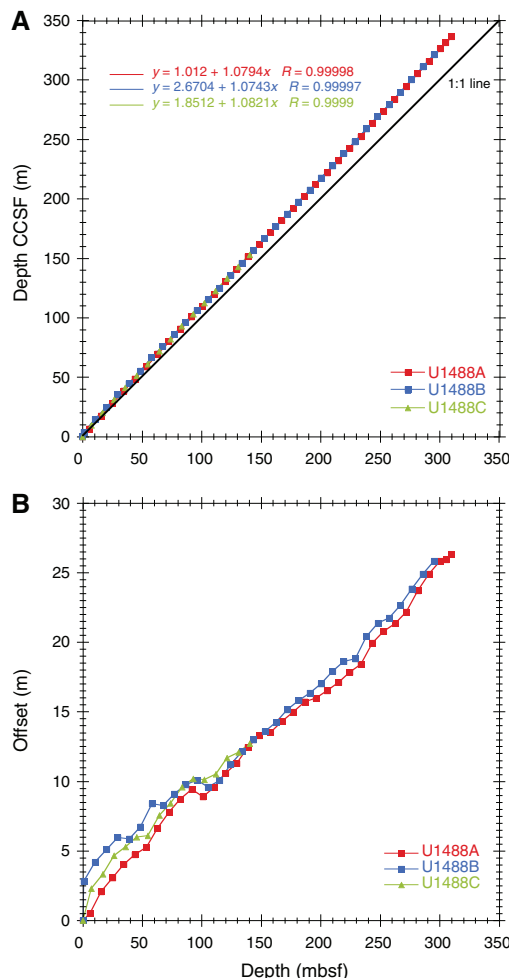 A
350
300
250
200
150
100
50
0
Depth CCSF (m)
y = 1.012 + 1.0794x R = 0.99998
y = 2.6704 + 1.0743x R = 0.99997
y = 1.8512 + 1.0821x R = 0.9999
1:1 line
U1488A
U1488B
U1488C
0 50 100 150 200 250 300 350
B
30
25
20
15
10
5
0
Offset (m)
U1488A
U1488B
U1488C
0 50 100 150 200 250 300 350
Depth (mbsf)